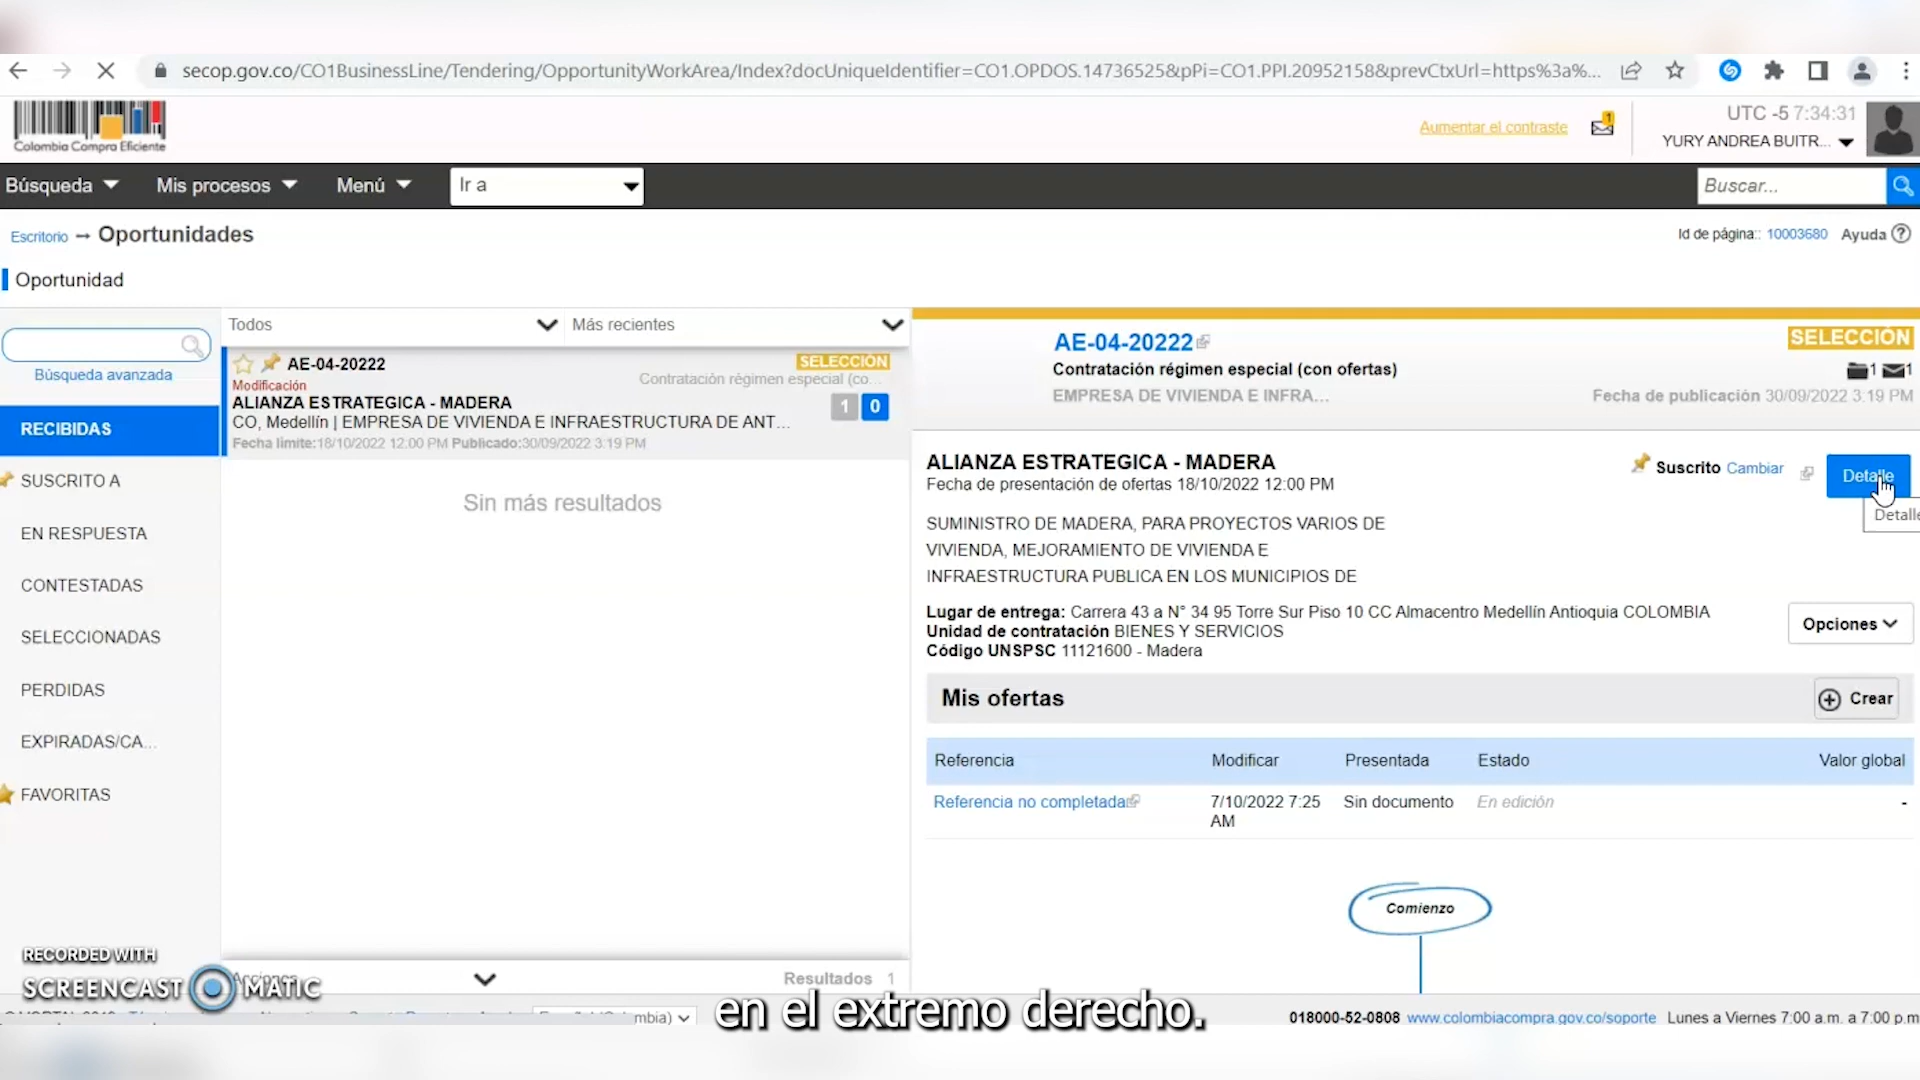 secop.gov.co/CO1BusinessLine/Tendering/OpportunityWorkArea/Index?docUniqueIdentifier=CO1.OPDOS.14736525&pPi=CO1.PPI.20952158&prevCtxUrl=https%3a%...
Colombia Compra Eficiente
Aumentar el contraste
1
UTC -5 7:34:31
YURY ANDREA BUITR...
Búsqueda
Mis procesos
Menú
Ir a
Buscar...
Escritorio → Oportunidades
Id de página:: 10003680 Ayuda ?
Oportunidad
Búsqueda avanzada
RECIBIDAS
SUSCRITO A
EN RESPUESTA
CONTESTADAS
SELECCIONADAS
PERDIDAS
EXPIRADAS/CA...
FAVORITAS
Todos
Más recientes
AE-04-20222
SELECCIÓN
Modificación
Contratación régimen especial (co...
ALIANZA ESTRATEGICA - MADERA
1 0
CO, Medellín | EMPRESA DE VIVIENDA E INFRAESTRUCTURA DE ANT...
Fecha límite:18/10/2022 12:00 PM Publicado:30/09/2022 3:19 PM
Sin más resultados
Acciones
Resultados 1
AE-04-20222
SELECCIÓN
Contratación régimen especial (con ofertas)
1 1
EMPRESA DE VIVIENDA E INFRA...
Fecha de publicación 30/09/2022 3:19 PM
ALIANZA ESTRATEGICA - MADERA
Suscrito Cambiar
Detalle
Detalle
Fecha de presentación de ofertas 18/10/2022 12:00 PM
SUMINISTRO DE MADERA, PARA PROYECTOS VARIOS DE
VIVIENDA, MEJORAMIENTO DE VIVIENDA E
INFRAESTRUCTURA PUBLICA EN LOS MUNICIPIOS DE
Lugar de entrega: Carrera 43 a N° 34 95 Torre Sur Piso 10 CC Almacentro Medellín Antioquia COLOMBIA
Unidad de contratación BIENES Y SERVICIOS
Código UNSPSC 11121600 - Madera
Opciones
Mis ofertas
Crear
Referencia Modificar Presentada Estado Valor global
Referencia no completada 7/10/2022 7:25 AM Sin documento En edición -
Comienzo
RECORDED WITH
SCREENCAST MATIC
en el extremo derecho.
018000-52-0808 www.colombiacompra.gov.co/soporte Lunes a Viernes 7:00 a.m. a 7:00 p.m